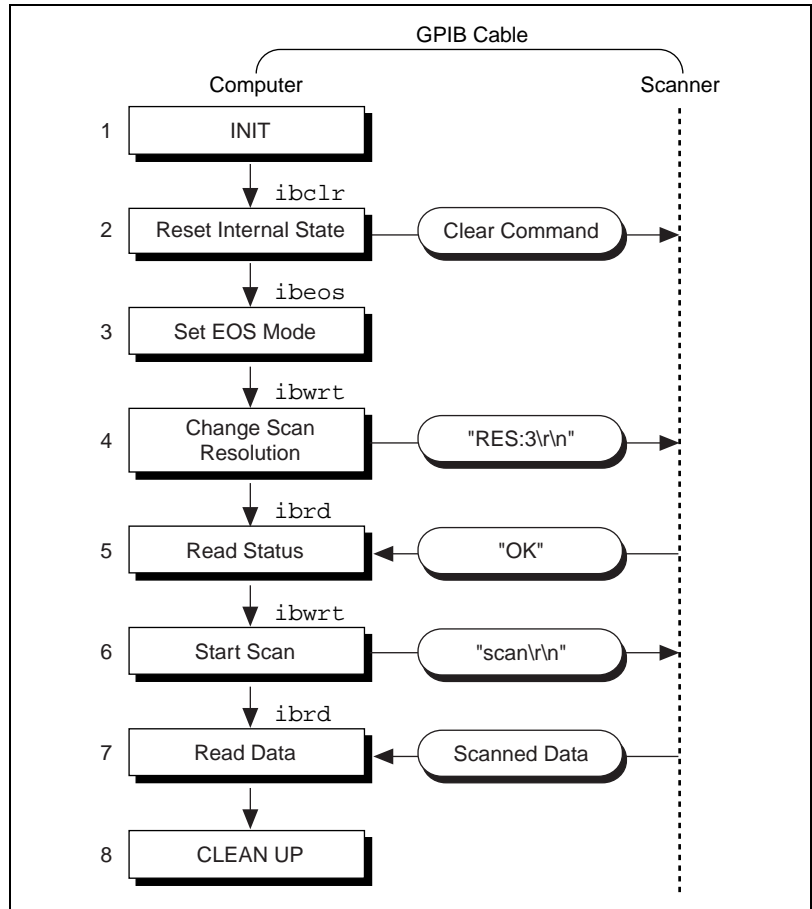 GPIB Cable
Computer
Scanner
1
INIT
ibclr
2
Reset Internal State
Clear Command
ibeos
3
Set EOS Mode
ibwrt
4
Change Scan
Resolution
"RES:3\r\n"
ibrd
5
Read Status
"OK"
ibwrt
6
Start Scan
"scan\r\n"
ibrd
7
Read Data
Scanned Data
8
CLEAN UP